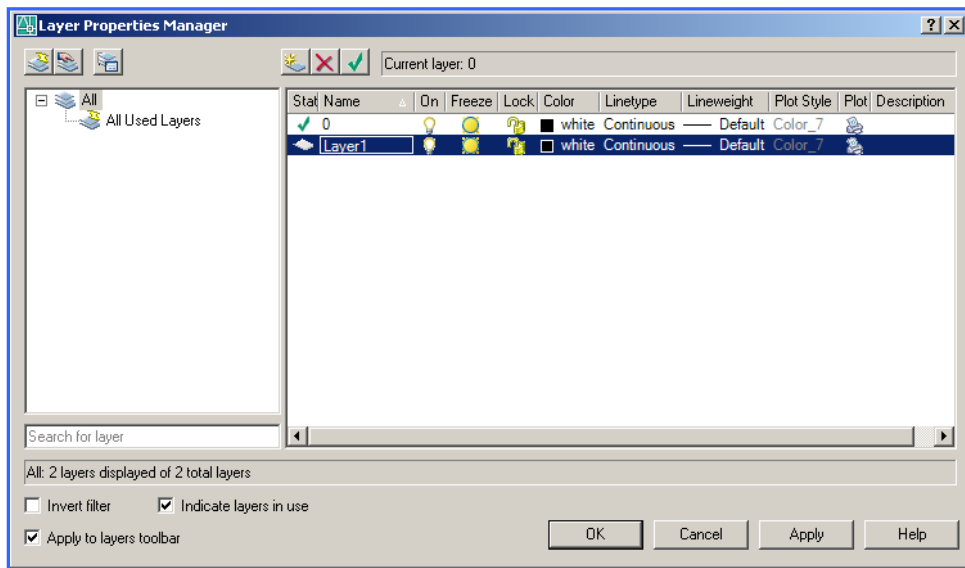 Layer Properties Manager
Current layer: 0
All
All Used Layers
Stat Name On Freeze Lock Color Linetype Lineweight Plot Style Plot Description
0 white Continuous Default Color_7
Layer1 white Continuous Default Color_7
Search for layer
All: 2 layers displayed of 2 total layers
Invert filter Indicate layers in use
Apply to layers toolbar
OK Cancel Apply Help